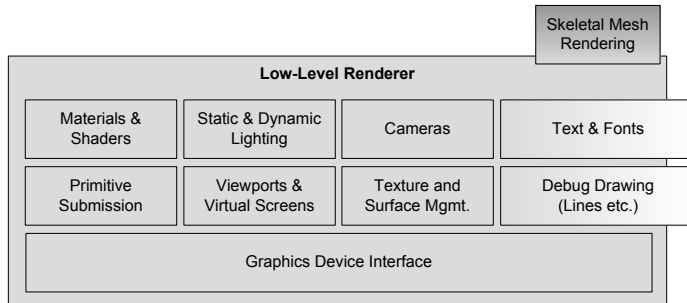 Skeletal Mesh
Rendering
Low-Level Renderer
Materials &
Shaders
Static & Dynamic
Lighting
Cameras
Text & Fonts
Primitive
Submission
Viewports &
Virtual Screens
Texture and
Surface Mgmt.
Debug Drawing
(Lines etc.)
Graphics Device Interface